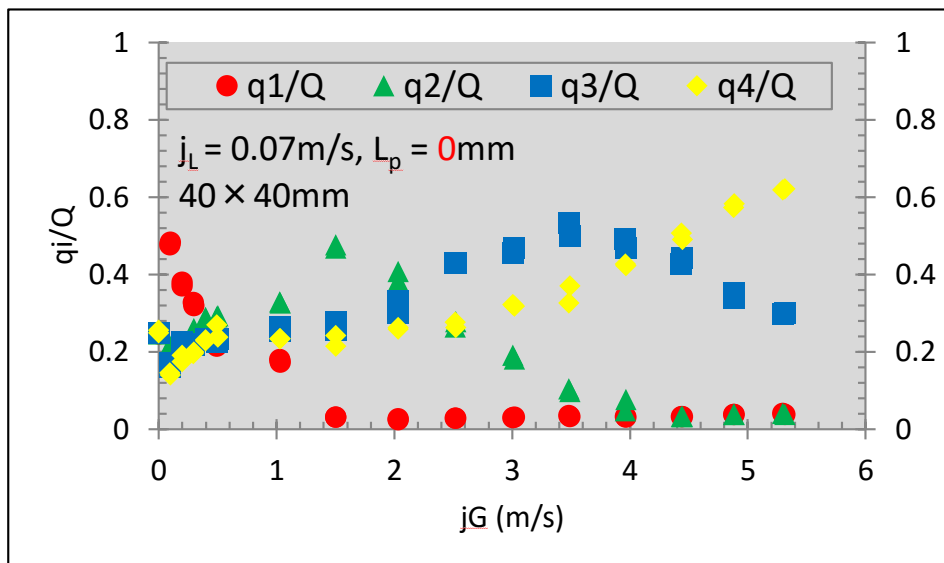 1 1
q1/Q q2/Q q3/Q q4/Q
0.8 0.8
j_L = 0.07m/s, L_p = 0mm
0.6 0.6
40×40mm
qi/Q
0.4 0.4
0.2 0.2
0 0
0 1 2 3 4 5 6
jG (m/s)